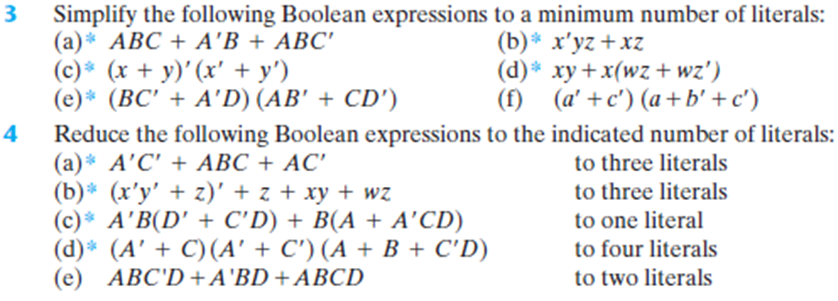 3 Simplify the following Boolean expressions to a minimum number of literals:
(a)* ABC + A'B + ABC' (b)* x'yz + xz
(c)* (x + y)'(x' + y') (d)* xy + x(wz + wz')
(e)* (BC' + A'D) (AB' + CD') (f) (a' + c') (a + b' + c')
4 Reduce the following Boolean expressions to the indicated number of literals:
(a)* A'C' + ABC + AC' to three literals
(b)* (x'y' + z)' + z + xy + wz to three literals
(c)* A'B(D' + C'D) + B(A + A'CD) to one literal
(d)* (A' + C) (A' + C') (A + B + C'D) to four literals
(e) ABC'D + A'BD + ABCD to two literals